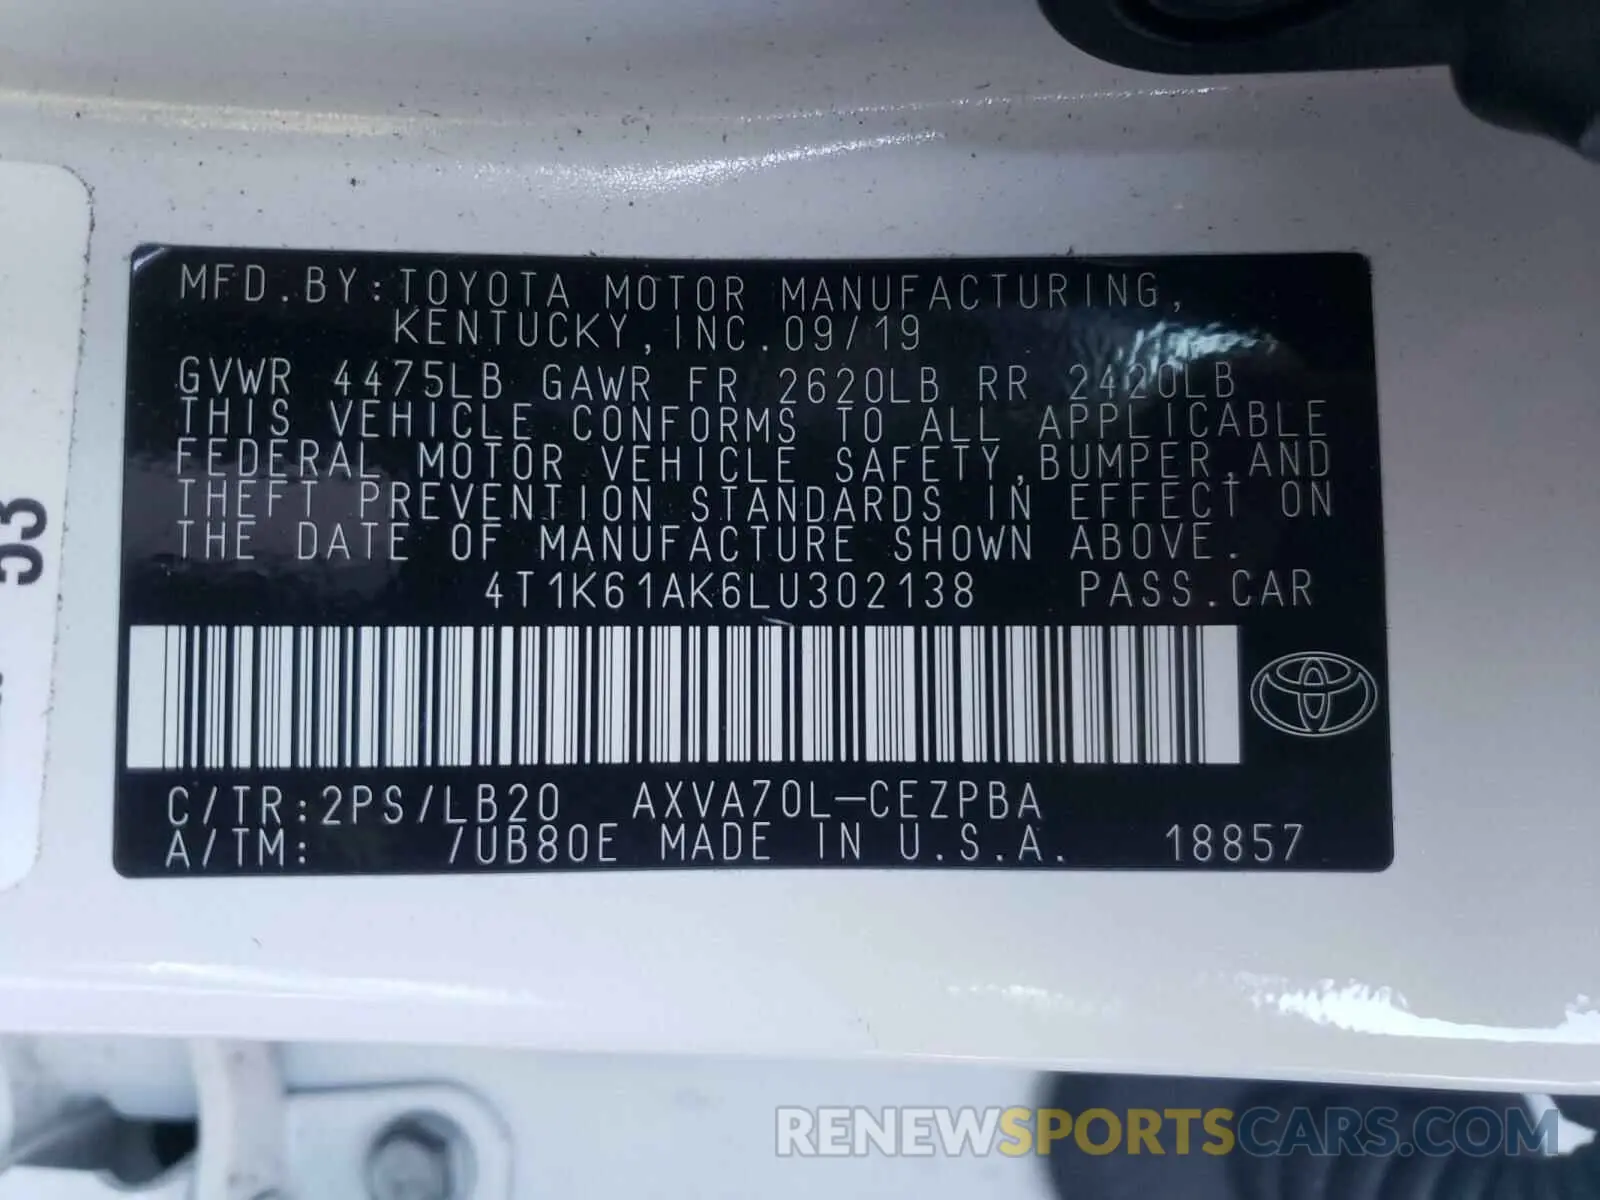 MFD.BY:TOYOTA MOTOR MANUFACTURING,
KENTUCKY,INC.09/19
GVWR 4475LB GAWR FR 2620LB RR 2420LB
THIS VEHICLE CONFORMS TO ALL APPLICABLE
FEDERAL MOTOR VEHICLE SAFETY,BUMPER,AND
THEFT PREVENTION STANDARDS IN EFFECT ON
THE DATE OF MANUFACTURE SHOWN ABOVE.
4T1K61AK6LU302138 PASS.CAR
C/TR:2PS/LB20 AXVA70L-CEZPBA
A/TM: /UB80E MADE IN U.S.A. 18857
53
RENEWSPORTSCARS.COM